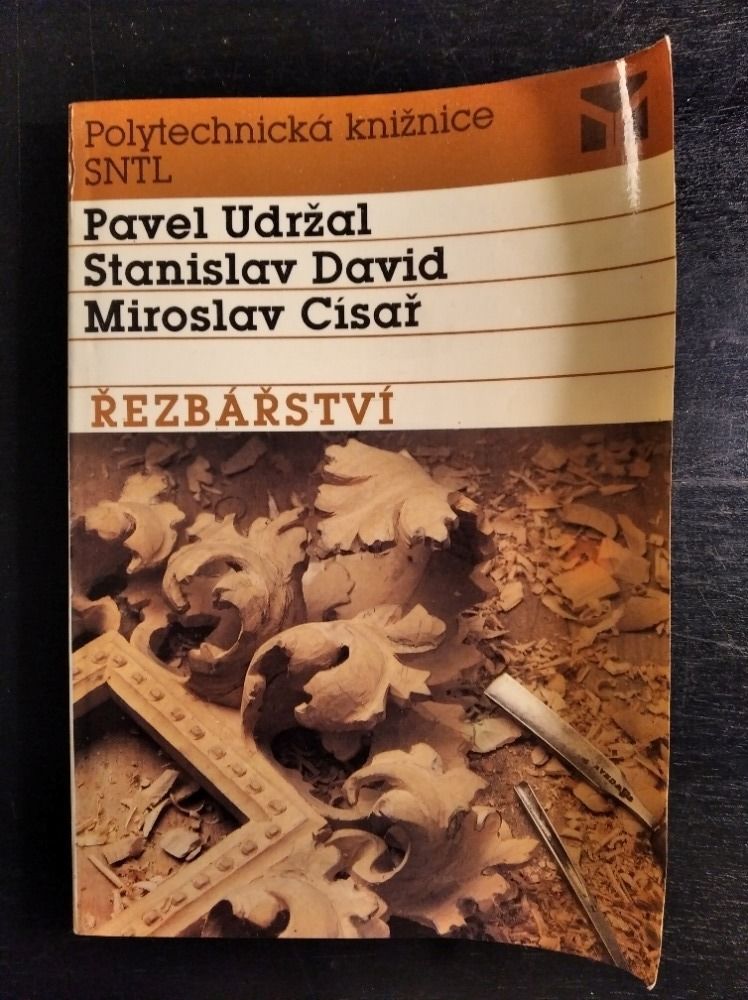 Polytechnická knižnice
SNTL
Pavel Udržal
Stanislav David
Miroslav Císař
ŘEZBÁŘSTVÍ